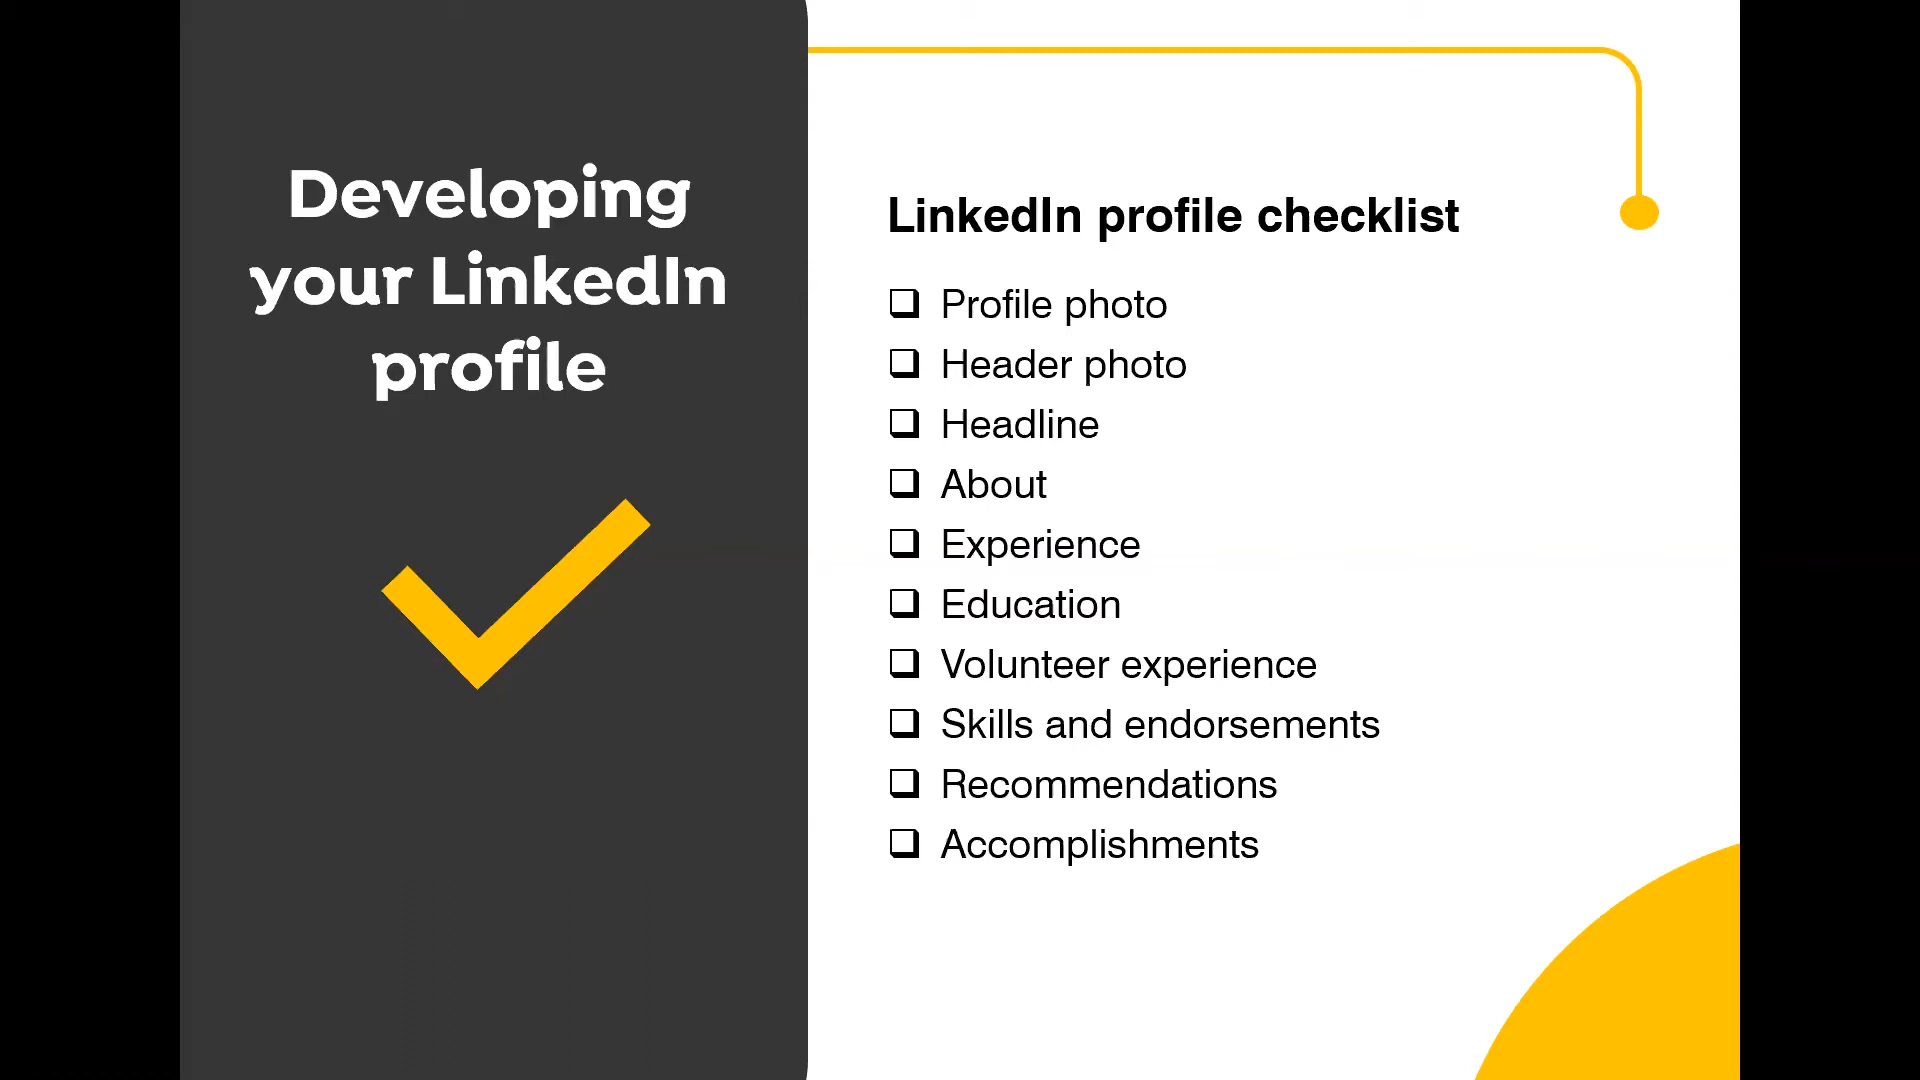 Developing
your LinkedIn
profile
LinkedIn profile checklist
❑ Profile photo
❑ Header photo
❑ Headline
❑ About
❑ Experience
❑ Education
❑ Volunteer experience
❑ Skills and endorsements
❑ Recommendations
❑ Accomplishments